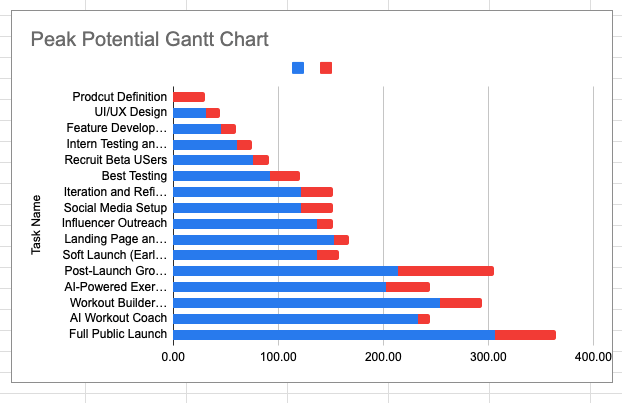 Peak Potential Gantt Chart
Prodcut Definition
UI/UX Design
Feature Develop…
Intern Testing an…
Recruit Beta USers
Best Testing
Iteration and Refi…
Social Media Setup
Influencer Outreach
Landing Page an…
Soft Launch (Earl…
Post-Launch Gro…
AI-Powered Exer…
Workout Builder…
AI Workout Coach
Full Public Launch
Task Name
0.00 100.00 200.00 300.00 400.00